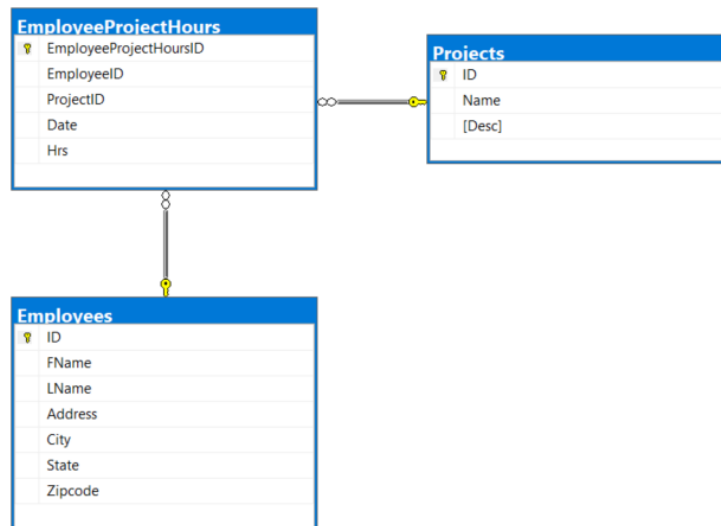 EmployeeProjectHours
EmployeeProjectHoursID
EmployeeID
ProjectID
Date
Hrs
Projects
ID
Name
[Desc]
Employees
ID
FName
LName
Address
City
State
Zipcode